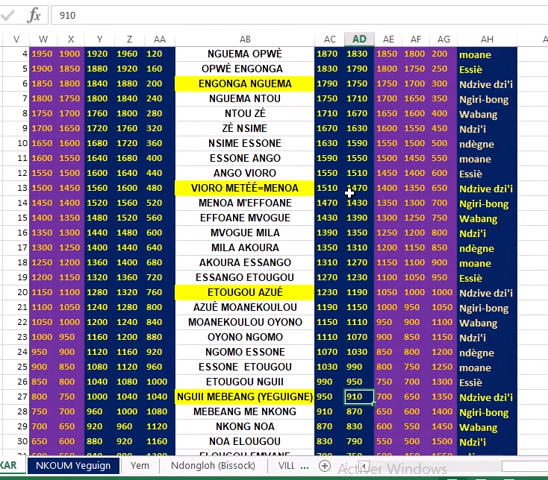 fx 910
V W X Y Z AA AB AC AD AE AF AG AH
4 1950 1900 1920 1960 120 NGUEMA OPWÈ 1870 1830 1850 1800 200 moane
5 1900 1850 1880 1920 160 OPWÈ ENGONGA 1830 1790 1800 1750 250 Essiè
6 1850 1800 1840 1880 200 ENGONGA NGUEMA 1790 1750 1750 1700 300 Ndzive dzi'i
7 1800 1750 1800 1840 240 NGUEMA NTOU 1750 1710 1700 1650 350 Ngiri-bong
8 1750 1700 1760 1800 280 NTOU ZÈ 1710 1670 1650 1600 400 Wabang
9 1700 1650 1720 1760 320 ZÈ NSIME 1670 1630 1600 1550 450 Ndzi'i
10 1650 1600 1680 1720 360 NSIME ESSONE 1630 1590 1550 1500 500 ndègne
11 1600 1550 1640 1680 400 ESSONE ANGO 1590 1550 1500 1450 550 moane
12 1550 1500 1600 1640 440 ANGO VIORO 1550 1510 1450 1400 600 Essiè
13 1500 1450 1560 1600 480 VIORO METÉÉ=MENOA 1510 1470 1400 1350 650 Ndzive dzi'i
14 1450 1400 1520 1560 520 MENOA M'EFFOANE 1470 1430 1350 1300 700 Ngiri-bong
15 1400 1350 1480 1520 560 EFFOANE MVOGUE 1430 1390 1300 1250 750 Wabang
16 1350 1300 1440 1480 600 MVOGUE MILA 1390 1350 1250 1200 800 Ndzi'i
17 1300 1250 1400 1440 640 MILA AKOURA 1350 1310 1200 1150 850 ndègne
18 1250 1200 1360 1400 680 AKOURA ESSANGO 1310 1270 1150 1100 900 moane
19 1200 1150 1320 1360 720 ESSANGO ETOUGOU 1270 1230 1100 1050 950 Essiè
20 1150 1100 1280 1320 760 ETOUGOU AZUÉ 1230 1190 1050 1000 1000 Ndzive dzi'i
21 1100 1050 1240 1280 800 AZUÉ MOANEKOULOU 1190 1150 1000 950 1050 Ngiri-bong
22 1050 1000 1200 1240 840 MOANEKOULOU OYONO 1150 1110 950 900 1100 Wabang
23 1000 950 1160 1200 880 OYONO NGOMO 1110 1070 900 850 1150 Ndzi'i
24 950 900 1120 1160 920 NGOMO ESSONE 1070 1030 850 800 1200 ndègne
25 900 850 1080 1120 960 ESSONE ETOUGOU 1030 990 800 750 1250 moane
26 850 800 1040 1080 1000 ETOUGOU NGUII 990 950 750 700 1300 Essiè
27 800 750 1000 1040 1040 NGUII MEBEANG (YEGUIGNE) 950 910 700 650 1350 Ndzive dzi'i
28 750 700 960 1000 1080 MEBEANG ME NKONG 910 870 650 600 1400 Ngiri-bong
29 700 650 920 960 1120 NKONG NOA 870 830 600 550 1450 Wabang
30 650 600 880 920 1160 NOA ELOUGOU 830 790 550 500 1500 Ndzi'i
KAR NKOUM Yeguign Yem Ndongloh (Bissock) VILL
Activer Windows